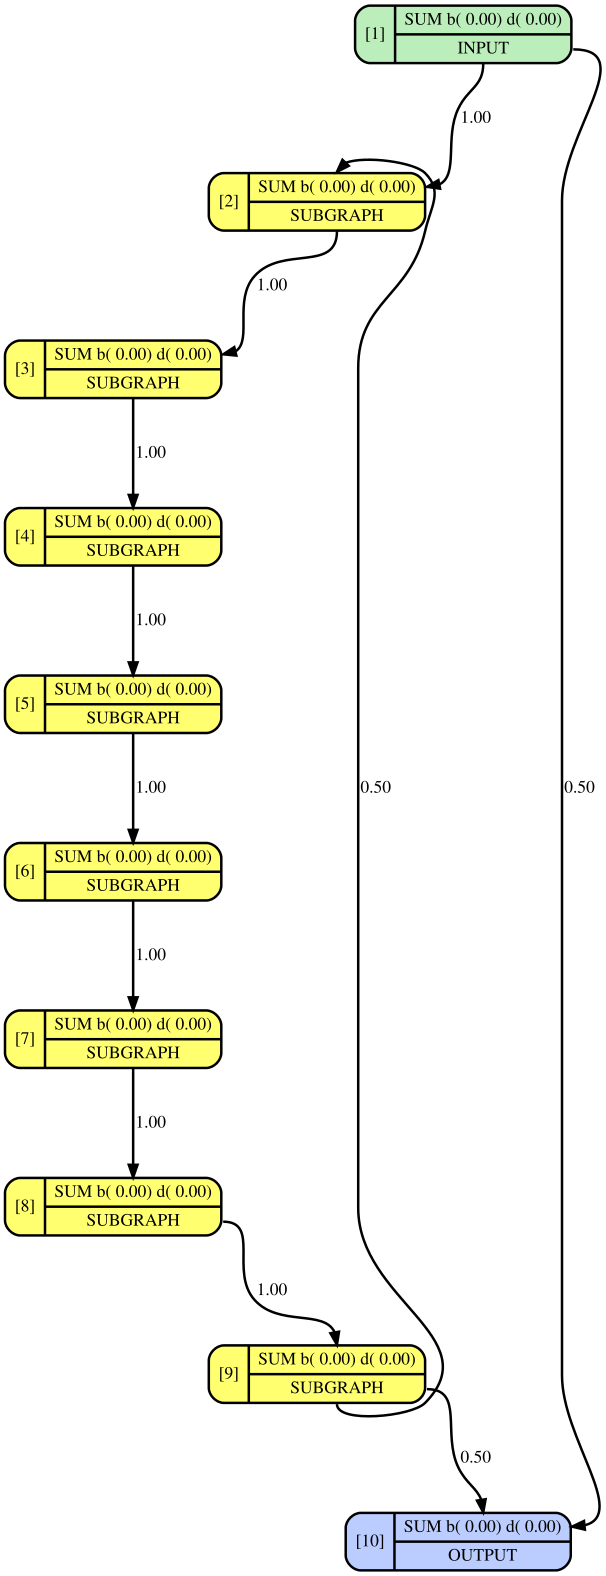 [1]
SUM b( 0.00) d( 0.00)
INPUT
1.00
[2]
SUM b( 0.00) d( 0.00)
SUBGRAPH
1.00
[3]
SUM b( 0.00) d( 0.00)
SUBGRAPH
1.00
[4]
SUM b( 0.00) d( 0.00)
SUBGRAPH
1.00
[5]
SUM b( 0.00) d( 0.00)
SUBGRAPH
1.00
0.50
0.50
[6]
SUM b( 0.00) d( 0.00)
SUBGRAPH
1.00
[7]
SUM b( 0.00) d( 0.00)
SUBGRAPH
1.00
[8]
SUM b( 0.00) d( 0.00)
SUBGRAPH
1.00
[9]
SUM b( 0.00) d( 0.00)
SUBGRAPH
0.50
[10]
SUM b( 0.00) d( 0.00)
OUTPUT